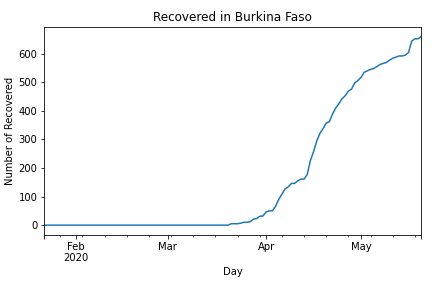 Recovered in Burkina Faso
Number of Recovered
600
500
400
300
200
100
0
Feb
2020
Mar
Apr
May
Day